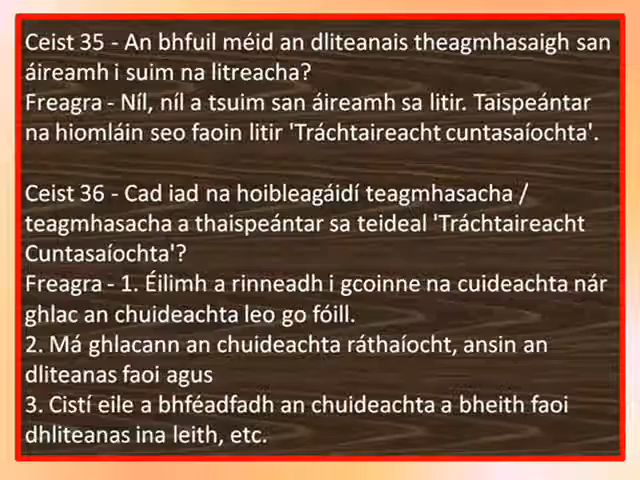 Ceist 35 - An bhfuil méid an dliteanais theagmhasaigh san
áireamh i suim na litreacha?
Freagra - Níl, níl a tsuim san áireamh sa litir. Taispeántar
na hiomláin seo faoin litir 'Tráchtaireacht cuntasaíochta'.
Ceist 36 - Cad iad na hoibleagáidí teagmhasacha /
teagmhasacha a thaispeántar sa teideal 'Tráchtaireacht
Cuntasaíochta'?
Freagra - 1. Éilimh a rinneadh i gcoinne na cuideachta nár
ghlac an chuideachta leo go fóill.
2. Má ghlacann an chuideachta ráthaíocht, ansin an
dliteanas faoi agus
3. Cistí eile a bhféadfadh an chuideachta a bheith faoi
dhliteanas ina leith, etc.